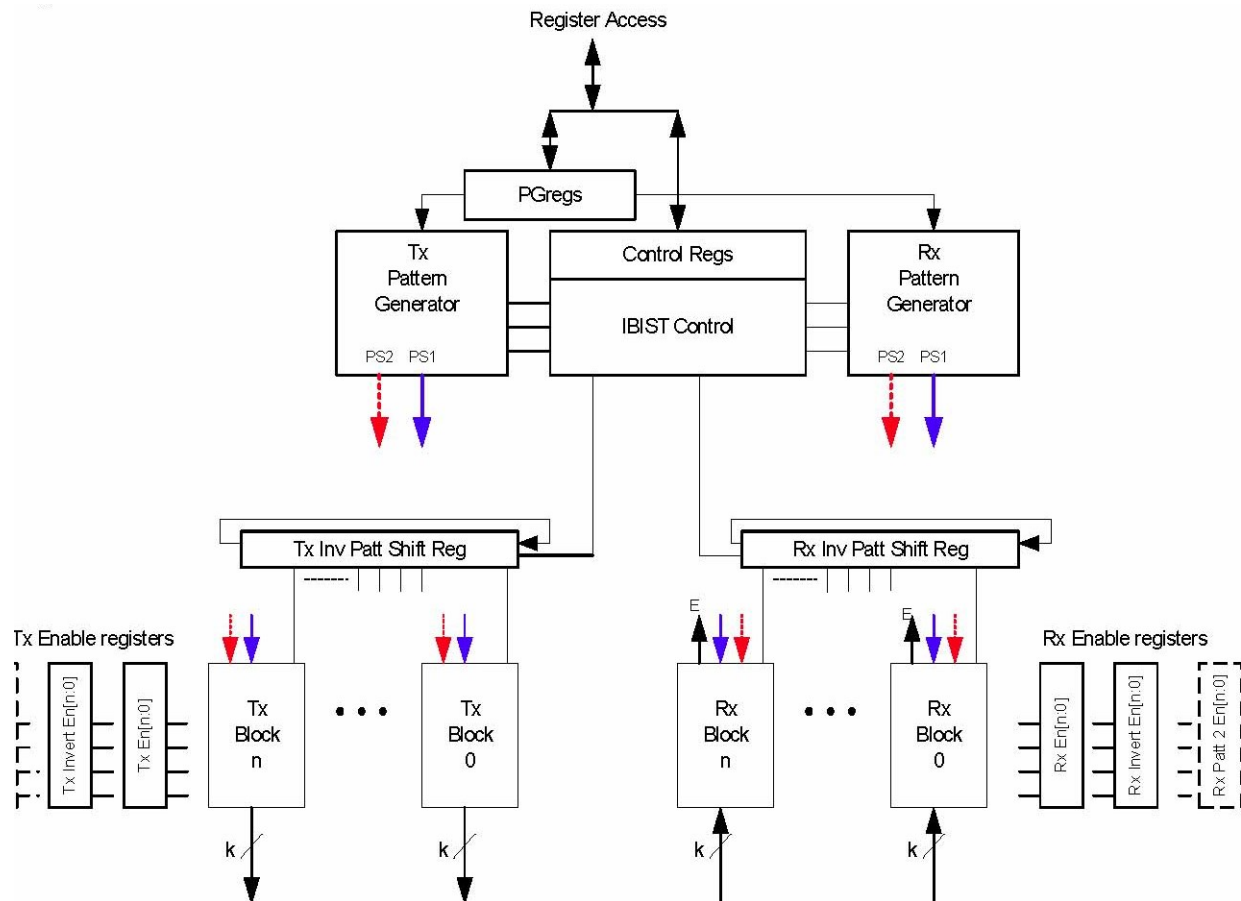 Register Access
PGregs
Tx
Pattern
Generator
PS2 PS1
Control Regs
IBIST Control
Rx
Pattern
Generator
PS2 PS1
Tx Inv Patt Shift Reg
Rx Inv Patt Shift Reg
E
E
Tx Enable registers
Rx Enable registers
Tx Invert En[n:0]
Tx En[n:0]
Tx
Block
n
Tx
Block
0
Rx
Block
n
Rx
Block
0
Rx En[n:0]
Rx Invert En[n:0]
Rx Patt 2 En[n:0]
k
k
k
k